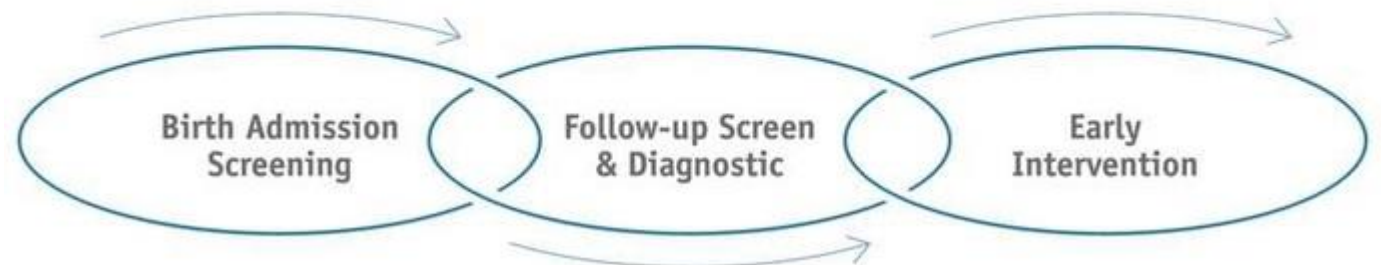 Birth Admission
Screening
Follow-up Screen
& Diagnostic
Early
Intervention